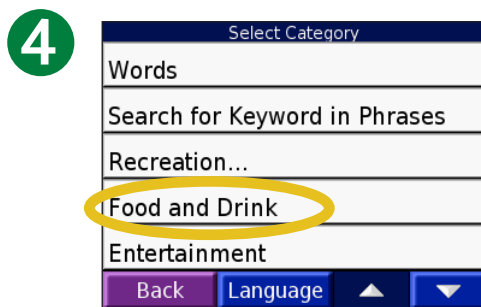 4
Select Category
Words
Search for Keyword in Phrases
Recreation...
Food and Drink
Entertainment
Back Language